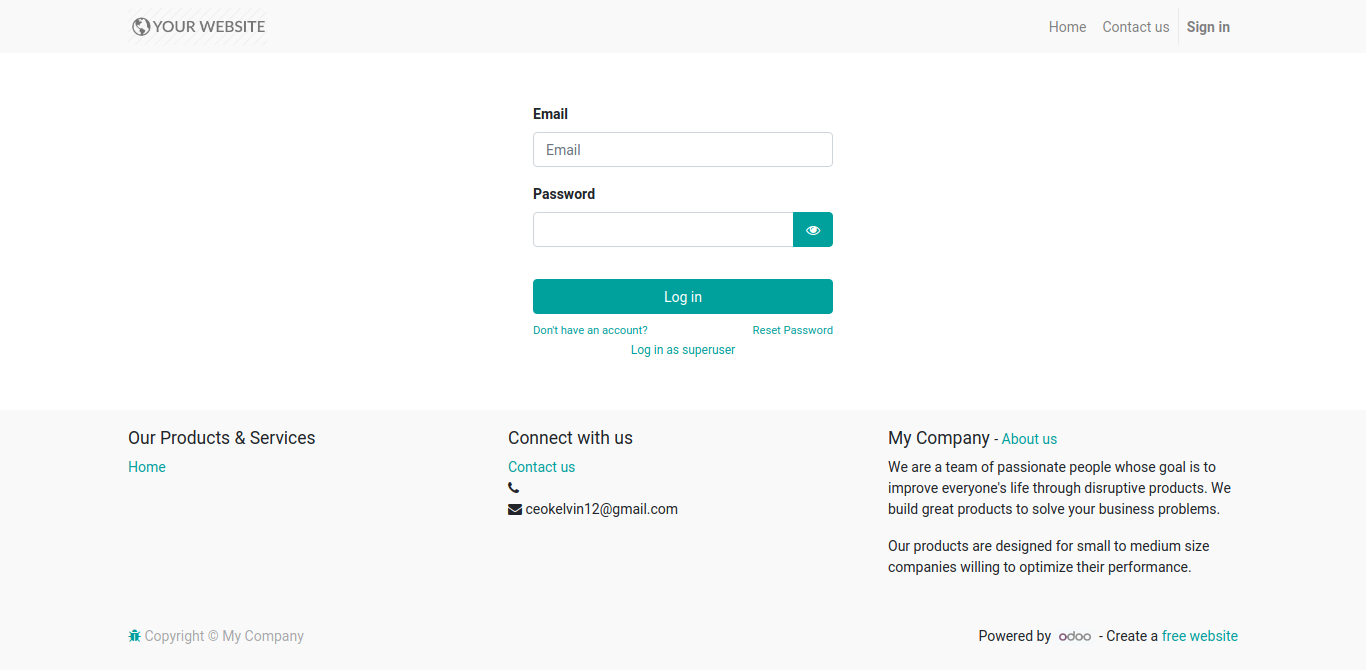 YOUR WEBSITE
Home Contact us Sign in
Email
Email
Password
Log in
Don't have an account? Reset Password
Log in as superuser
Our Products & Services
Home
Connect with us
Contact us
ceokelvin12@gmail.com
My Company - About us
We are a team of passionate people whose goal is to
improve everyone's life through disruptive products. We
build great products to solve your business problems.
Our products are designed for small to medium size
companies willing to optimize their performance.
Copyright © My Company
Powered by odoo - Create a free website